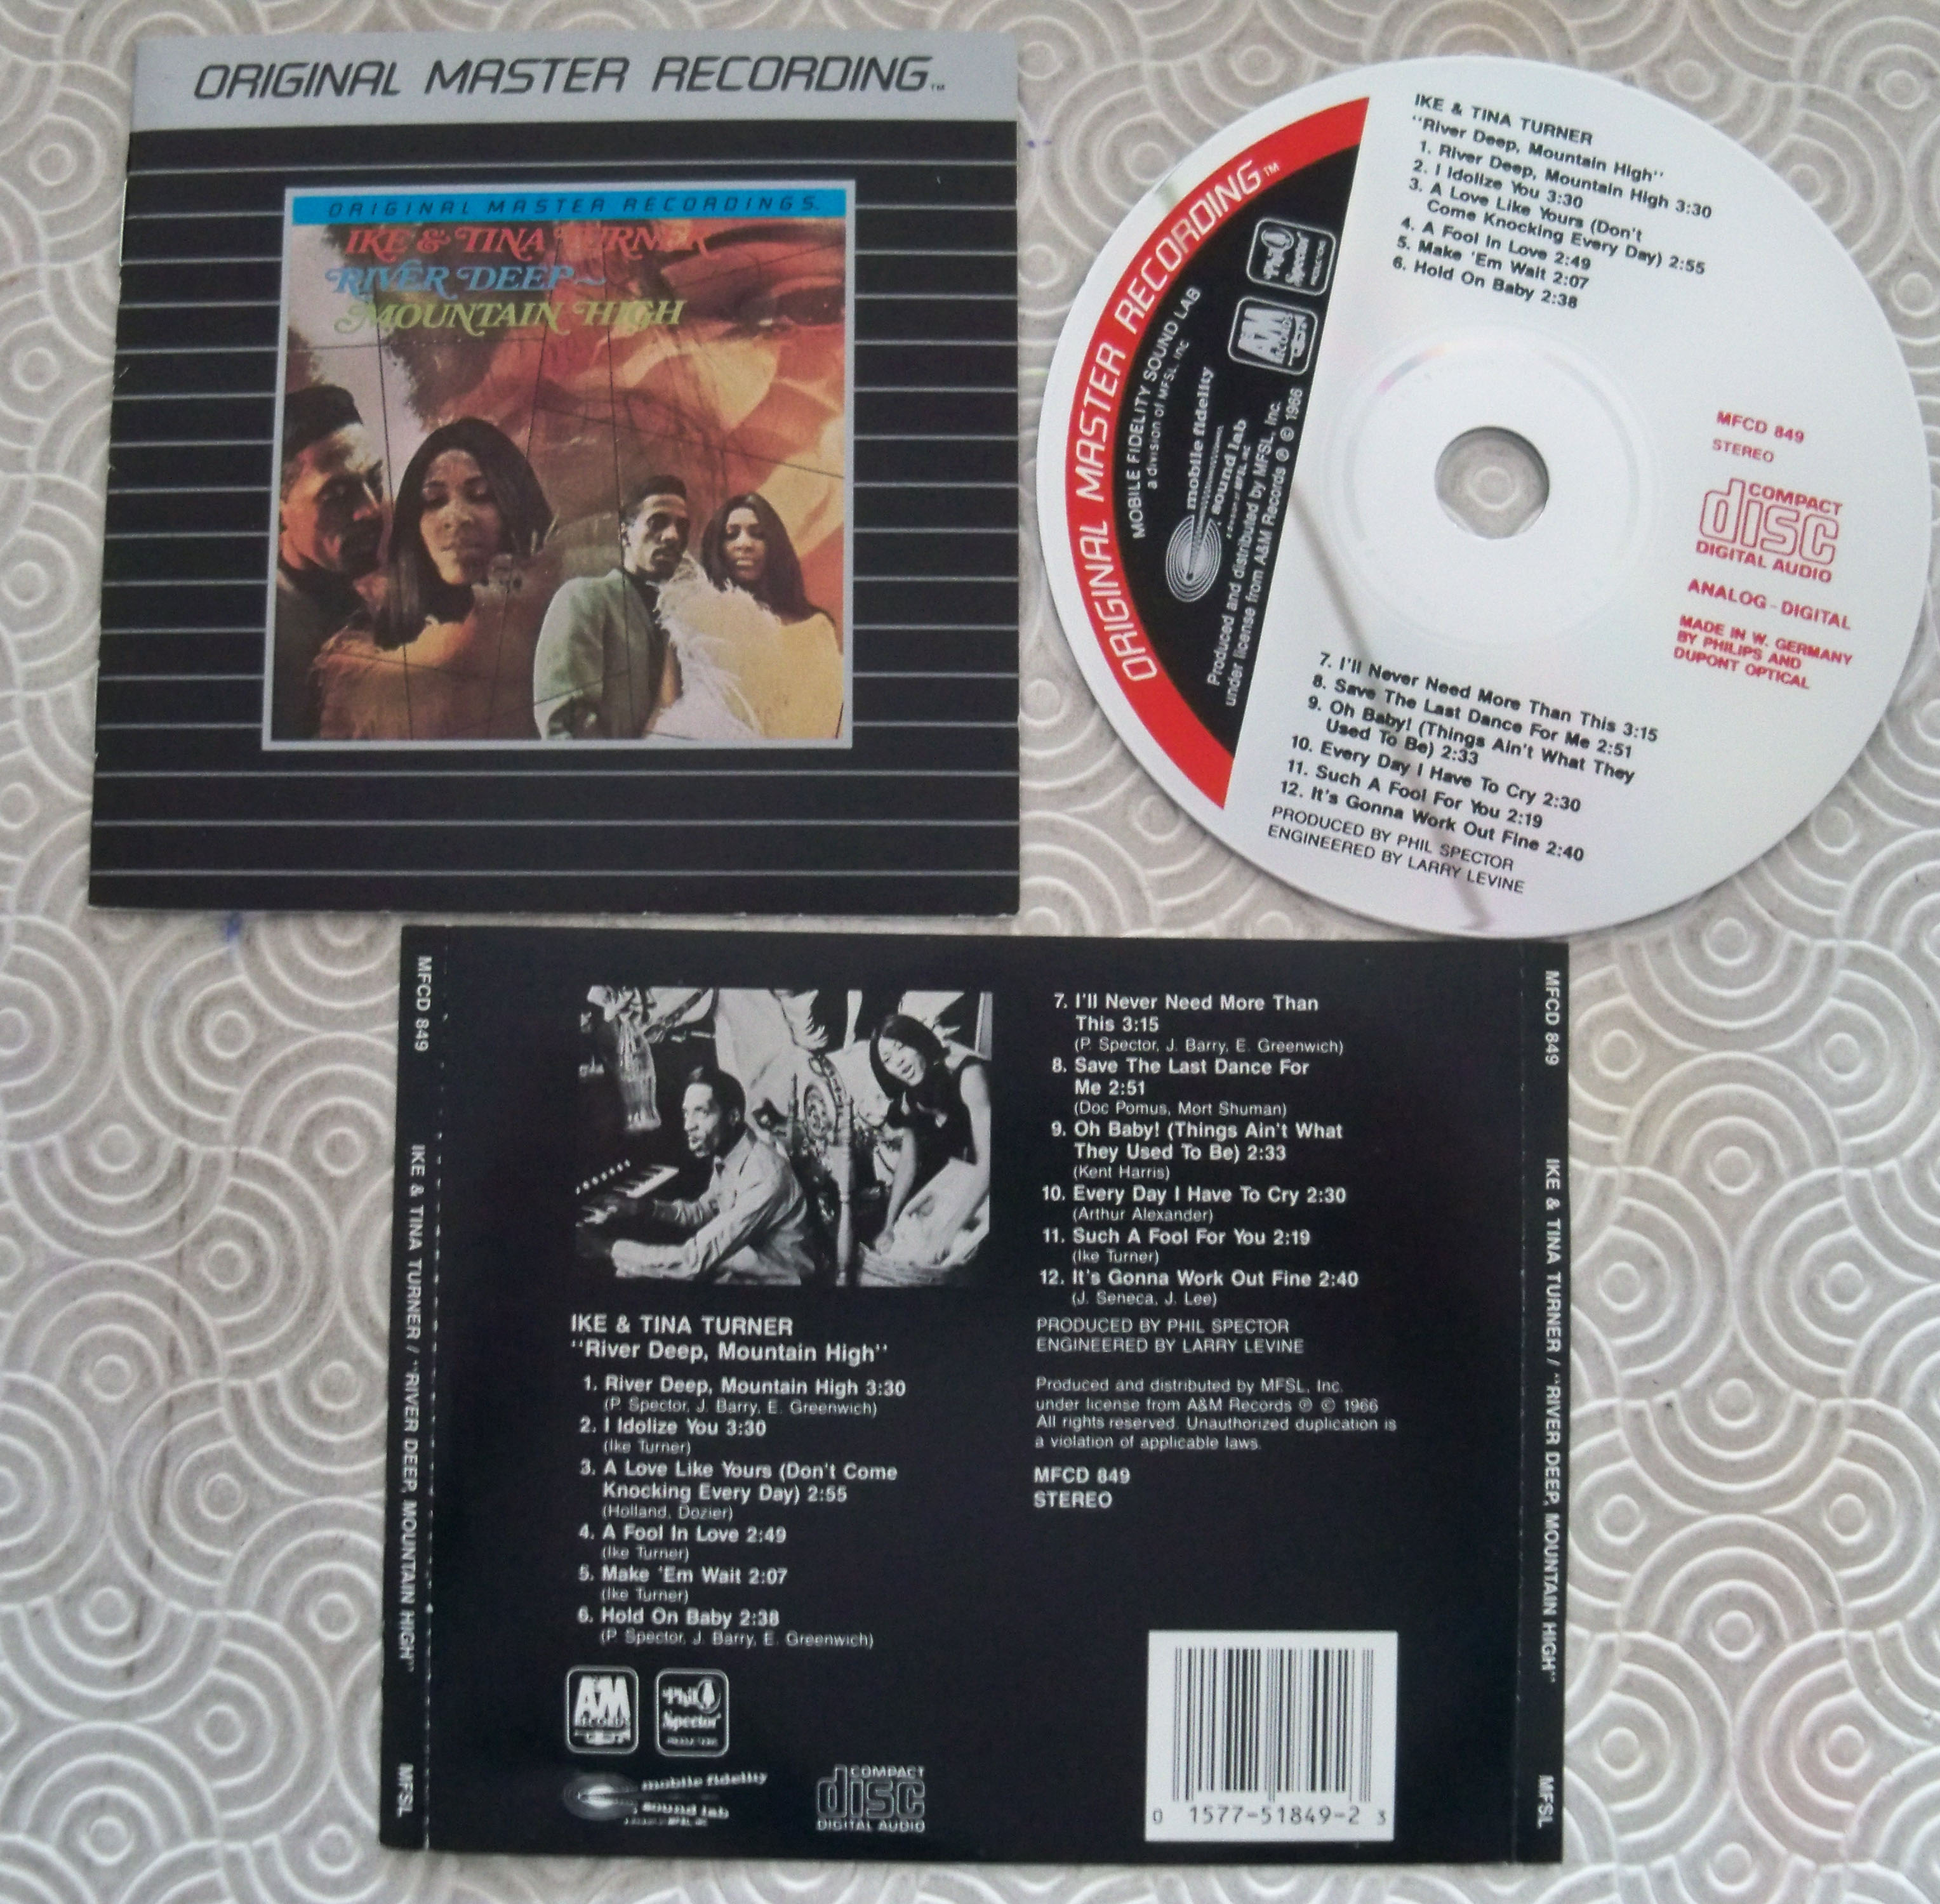 ORIGINAL MASTER RECORDING™
ORIGINAL MASTER RECORDINGS
IKE & TINA TURNER
RIVER DEEP~
MOUNTAIN HIGH
ORIGINAL MASTER RECORDING™
MOBILE FIDELITY SOUND LAB
a division of MFSL, Inc.
mobile fidelity
sound lab
Produced and distributed by MFSL, Inc.
under license from A&M Records ℗ © 1966
Phil
Spector
AM
RECORDS
IKE & TINA TURNER
"River Deep, Mountain High"
1. River Deep, Mountain High 3:30
2. I Idolize You 3:30
3. A Love Like Yours (Don't
Come Knocking Every Day) 2:55
4. A Fool In Love 2:49
5. Make 'Em Wait 2:07
6. Hold On Baby 2:38
MFCD 849
STEREO
COMPACT
disc
DIGITAL AUDIO
ANALOG-DIGITAL
MADE IN W. GERMANY
BY PHILIPS AND
DUPONT OPTICAL
7. I'll Never Need More Than This 3:15
8. Save The Last Dance For Me 2:51
9. Oh Baby! (Things Ain't What They
Used To Be) 2:33
10. Every Day I Have To Cry 2:30
11. Such A Fool For You 2:19
12. It's Gonna Work Out Fine 2:40
PRODUCED BY PHIL SPECTOR
ENGINEERED BY LARRY LEVINE
MFCD 849 IKE & TINA TURNER / "RIVER DEEP, MOUNTAIN HIGH" MFSL
IKE & TINA TURNER
"River Deep, Mountain High"
1. River Deep, Mountain High 3:30
(P. Spector, J. Barry, E. Greenwich)
2. I Idolize You 3:30
(Ike Turner)
3. A Love Like Yours (Don't Come
Knocking Every Day) 2:55
(Holland, Dozier)
4. A Fool In Love 2:49
(Ike Turner)
5. Make 'Em Wait 2:07
(Ike Turner)
6. Hold On Baby 2:38
(P. Spector, J. Barry, E. Greenwich)
AM
RECORDS
Phil
Spector
mobile fidelity
sound lab
COMPACT
disc
DIGITAL AUDIO
7. I'll Never Need More Than
This 3:15
(P. Spector, J. Barry, E. Greenwich)
8. Save The Last Dance For
Me 2:51
(Doc Pomus, Mort Shuman)
9. Oh Baby! (Things Ain't What
They Used To Be) 2:33
(Kent Harris)
10. Every Day I Have To Cry 2:30
(Arthur Alexander)
11. Such A Fool For You 2:19
(Ike Turner)
12. It's Gonna Work Out Fine 2:40
(J. Seneca, J. Lee)
PRODUCED BY PHIL SPECTOR
ENGINEERED BY LARRY LEVINE
Produced and distributed by MFSL, Inc.
under license from A&M Records ℗ © 1966
All rights reserved. Unauthorized duplication is
a violation of applicable laws.
MFCD 849
STEREO
0 1577-51849-2 3
MFCD 849 IKE & TINA TURNER / "RIVER DEEP, MOUNTAIN HIGH" MFSL